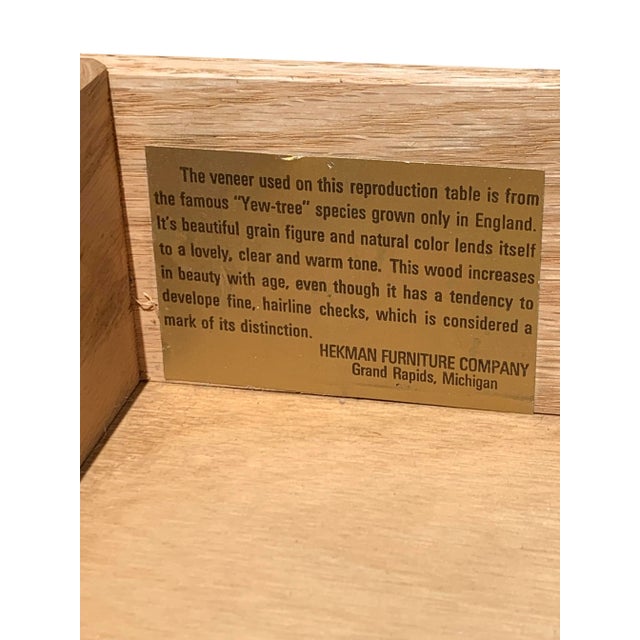 The veneer used on this reproduction table is from
the famous "Yew-tree" species grown only in England.
It's beautiful grain figure and natural color lends itself
to a lovely, clear and warm tone. This wood increases
in beauty with age, even though it has a tendency to
develope fine, hairline checks, which is considered a
mark of its distinction.
HEKMAN FURNITURE COMPANY
Grand Rapids, Michigan